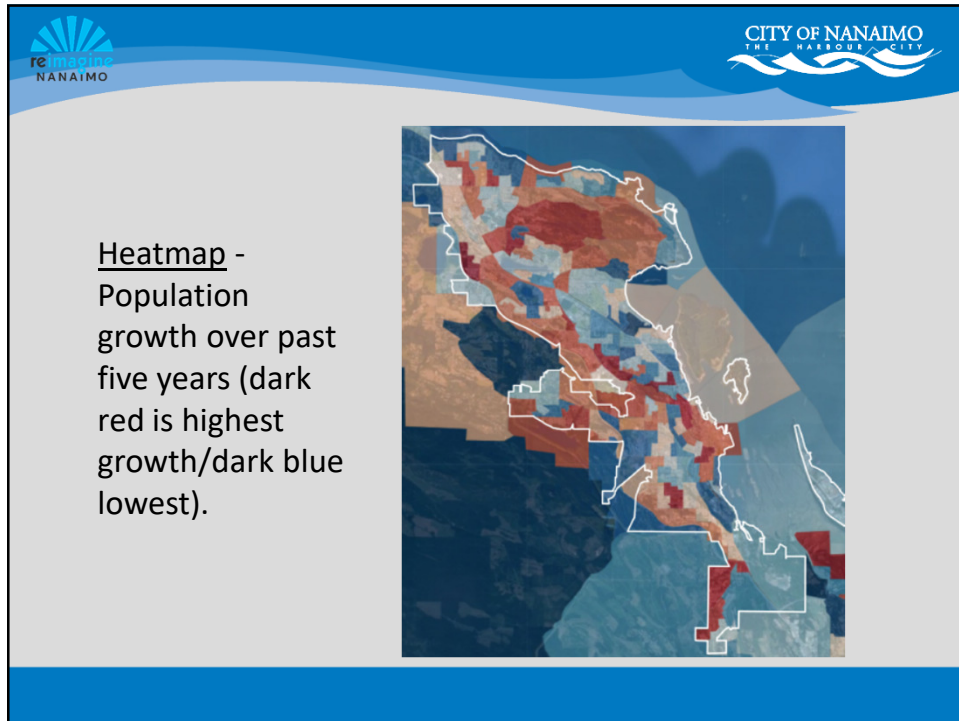 reimagine
NANAIMO
CITY OF NANAIMO
THE HARBOUR CITY
Heatmap -
Population
growth over past
five years (dark
red is highest
growth/dark blue
lowest).